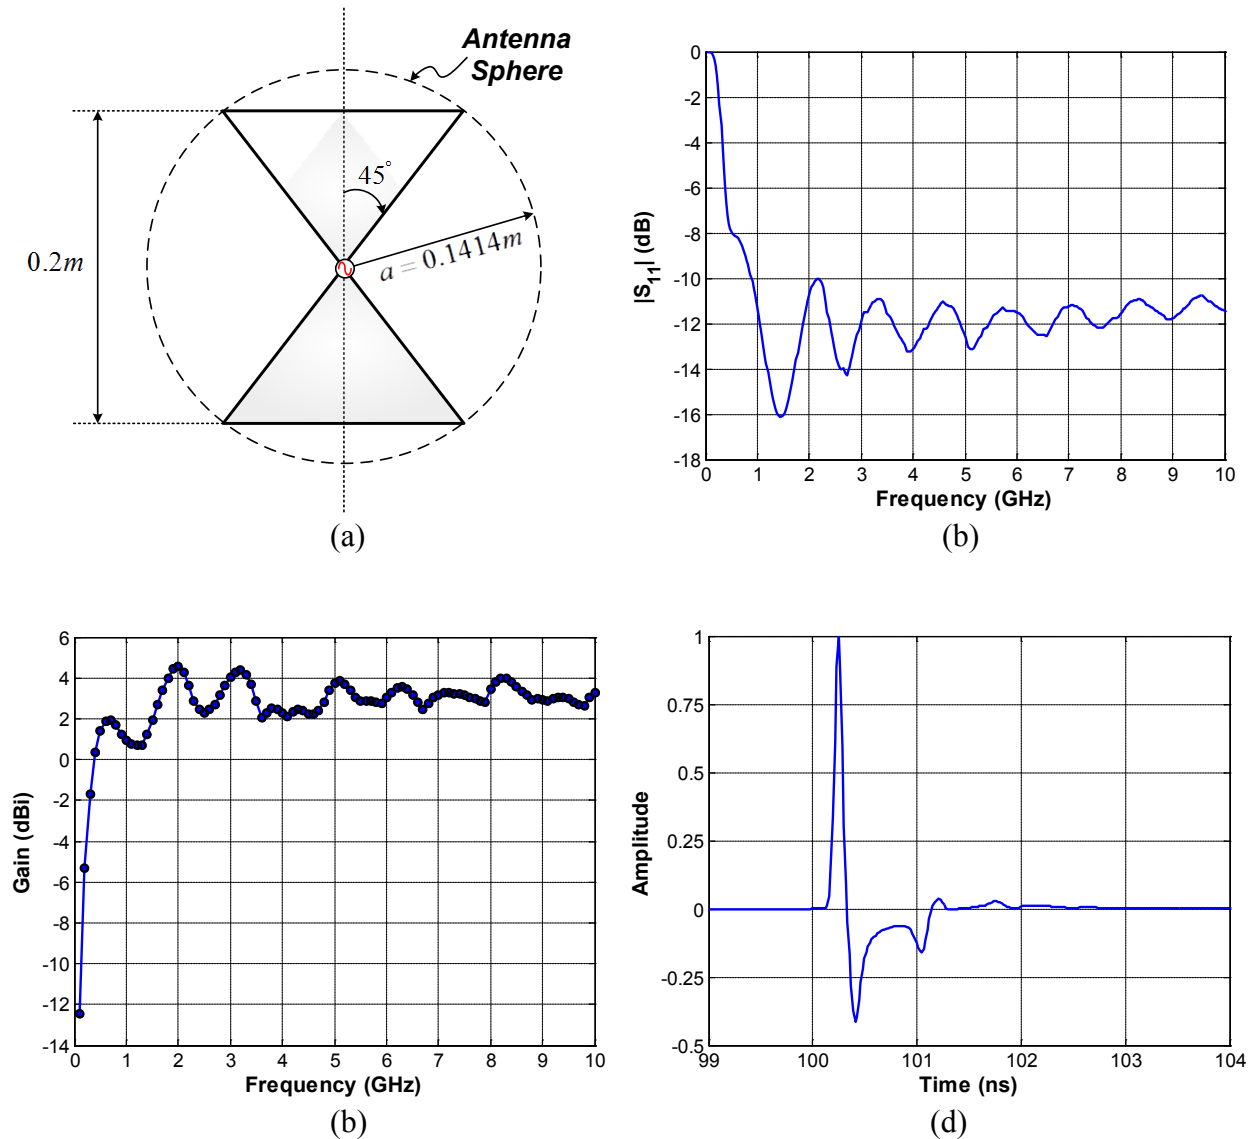 Antenna
Sphere
45°
0.2m
a = 0.1414m
(a)
0
-2
-4
-6
-8
-10
-12
-14
-16
-18
|S11| (dB)
0 1 2 3 4 5 6 7 8 9 10
Frequency (GHz)
(b)
6
4
2
0
-2
-4
-6
-8
-10
-12
-14
Gain (dBi)
0 1 2 3 4 5 6 7 8 9 10
Frequency (GHz)
(b)
1
0.75
0.5
0.25
0
-0.25
-0.5
Amplitude
99 100 101 102 103 104
Time (ns)
(d)